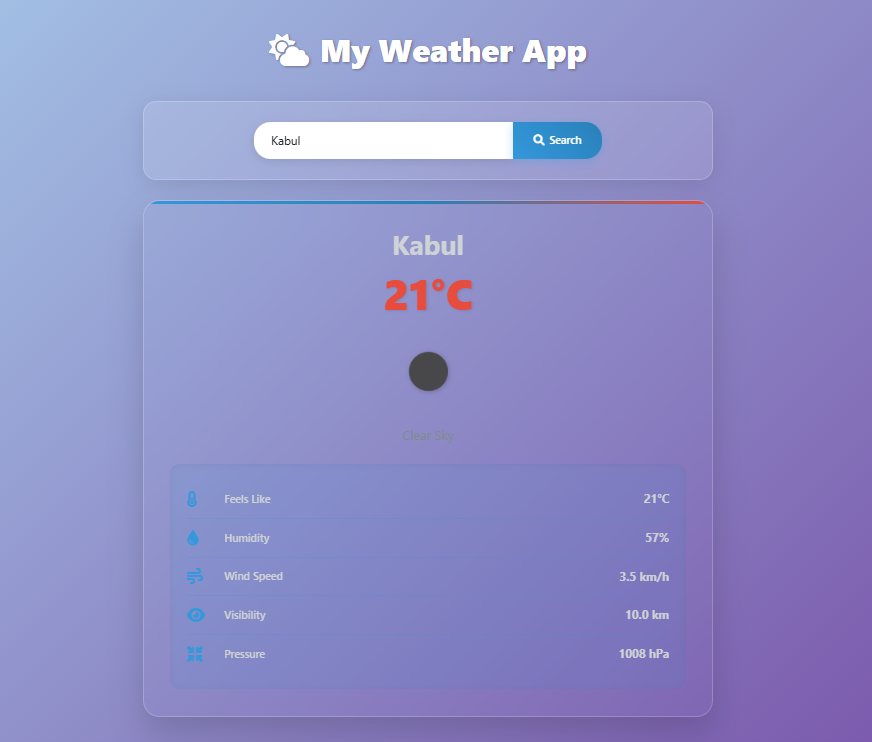 My Weather App
Kabul
Search
Kabul
21°C
Clear Sky
Feels Like 21°C
Humidity 57%
Wind Speed 3.5 km/h
Visibility 10.0 km
Pressure 1008 hPa